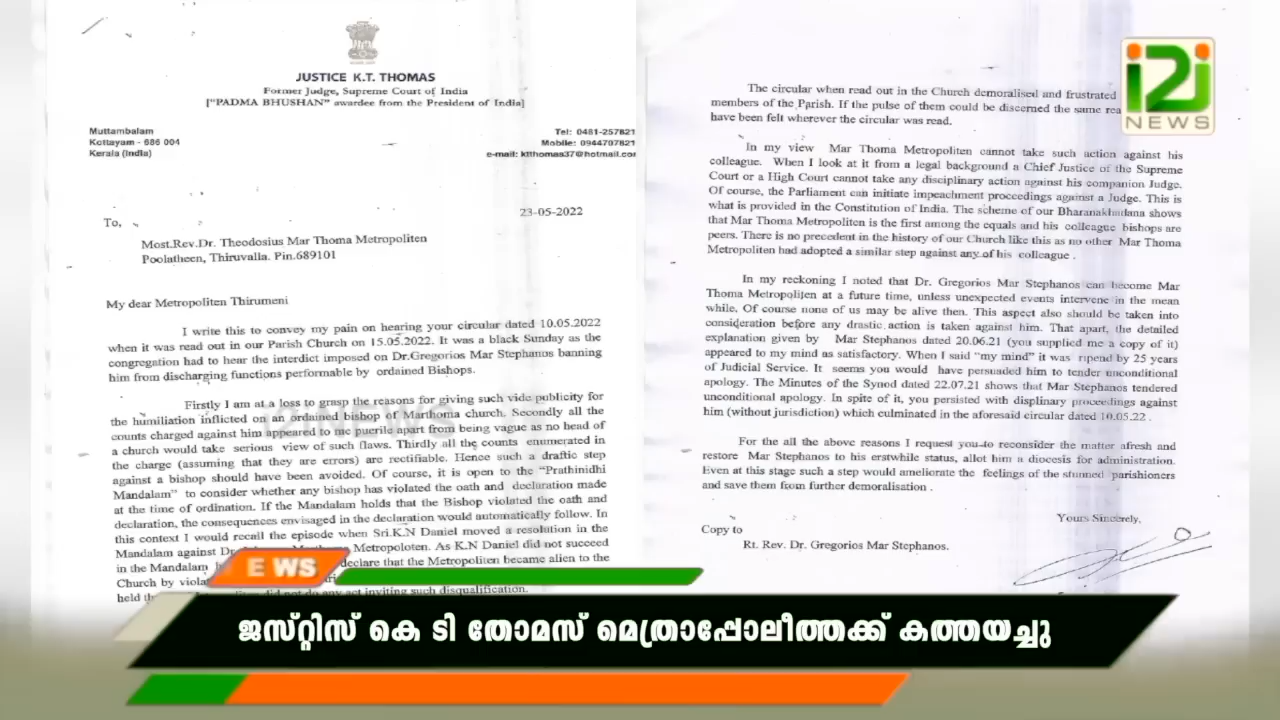 JUSTICE K.T. THOMAS
Former Judge, Supreme Court of India
["PADMA BHUSHAN" awardee from the President of India]
Muttambalam
Kottayam - 686 004
Kerala (India)
Tel: 0481-257821
Mobile: 0944707821
e-mail: ktthomas37@hotmail.co
23-05-2022
To,
Most.Rev.Dr. Theodosius Mar Thoma Metropoliten
Poolatheen, Thiruvalla. Pin.689101
My dear Metropoliten Thirumeni
I write this to convey my pain on hearing your circular dated 10.05.2022
when it was read out in our Parish Church on 15.05.2022. It was a black Sunday as the
congregation had to hear the interdict imposed on Dr.Gregorios Mar Stephanos banning
him from discharging functions performable by ordained Bishops.
Firstly I am at a loss to grasp the reasons for giving such vide publicity for
the humiliation inflicted on an ordained bishop of Marthoma church. Secondly all the
counts charged against him appeared to me puerile apart from being vague as no head of
a church would take serious view of such flaws. Thirdly all the counts enumerated in
the charge (assuming that they are errors) are rectifiable. Hence such a draftic step
against a bishop should have been avoided. Of course, it is open to the "Prathinidhi
Mandalam" to consider whether any bishop has violated the oath and declaration made
at the time of ordination. If the Mandalam holds that the Bishop violated the oath and
declaration, the consequences envisaged in the declaration would automatically follow. In
this context I would recall the episode when Sri.K.N Daniel moved a resolution in the
Mandalam against Metropoloten. As K.N Daniel did not succeed
in the Mandalam declare that the Metropoliten became alien to the
Church by
held did not do any act inviting such disqualification.
The circular when read out in the Church demoralised and frustrated
members of the Parish. If the pulse of them could be discerned the same
have been felt wherever the circular was read.
In my view Mar Thoma Metropoliten cannot take such action against his
colleague. When I look at it from a legal background a Chief Justice of the Supreme
Court or a High Court cannot take any disciplinary action against his companion Judge.
Of course, the Parliament can initiate impeachment proceedings against a Judge. This is
what is provided in the Constitution of India. The scheme of our Bharanakhadana shows
that Mar Thoma Metropoliten is the first among the equals and his colleague bishops are
peers. There is no precedent in the history of our Church like this as no other Mar Thoma
Metropoliten had adopted a similar step against any of his colleague .
In my reckoning I noted that Dr. Gregorios Mar Stephanos can become Mar
Thoma Metropoliten at a future time, unless unexpected events intervene in the mean
while. Of course none of us may be alive then. This aspect also should be taken into
consideration before any drastic action is taken against him. That apart, the detailed
explanation given by Mar Stephanos dated 20.06.21 (you supplied me a copy of it)
appeared to my mind as satisfactory. When I said "my mind" it was ripend by 25 years
of Judicial Service. It seems you would have persuaded him to tender unconditional
apology. The Minutes of the Synod dated 22.07.21 shows that Mar Stephanos tendered
unconditional apology. In spite of it, you persisted with displinary proceedings against
him (without jurisdiction) which culminated in the aforesaid circular dated 10.05.22 .
For the all the above reasons I request you to reconsider the matter afresh and
restore Mar Stephanos to his erstwhile status, allot him a diocesis for administration.
Even at this stage such a step would ameliorate the feelings of the stunned parishioners
and save them from further demoralisation .
Yours Sincerely,
Copy to
Rt. Rev. Dr. Gregorios Mar Stephanos.
i2i
NEWS
i2i NEWS
E WS
ജസ്റ്റിസ് കെ ടി തോമസ് മെത്രാപ്പോലീത്തക്ക് കത്തയച്ചു